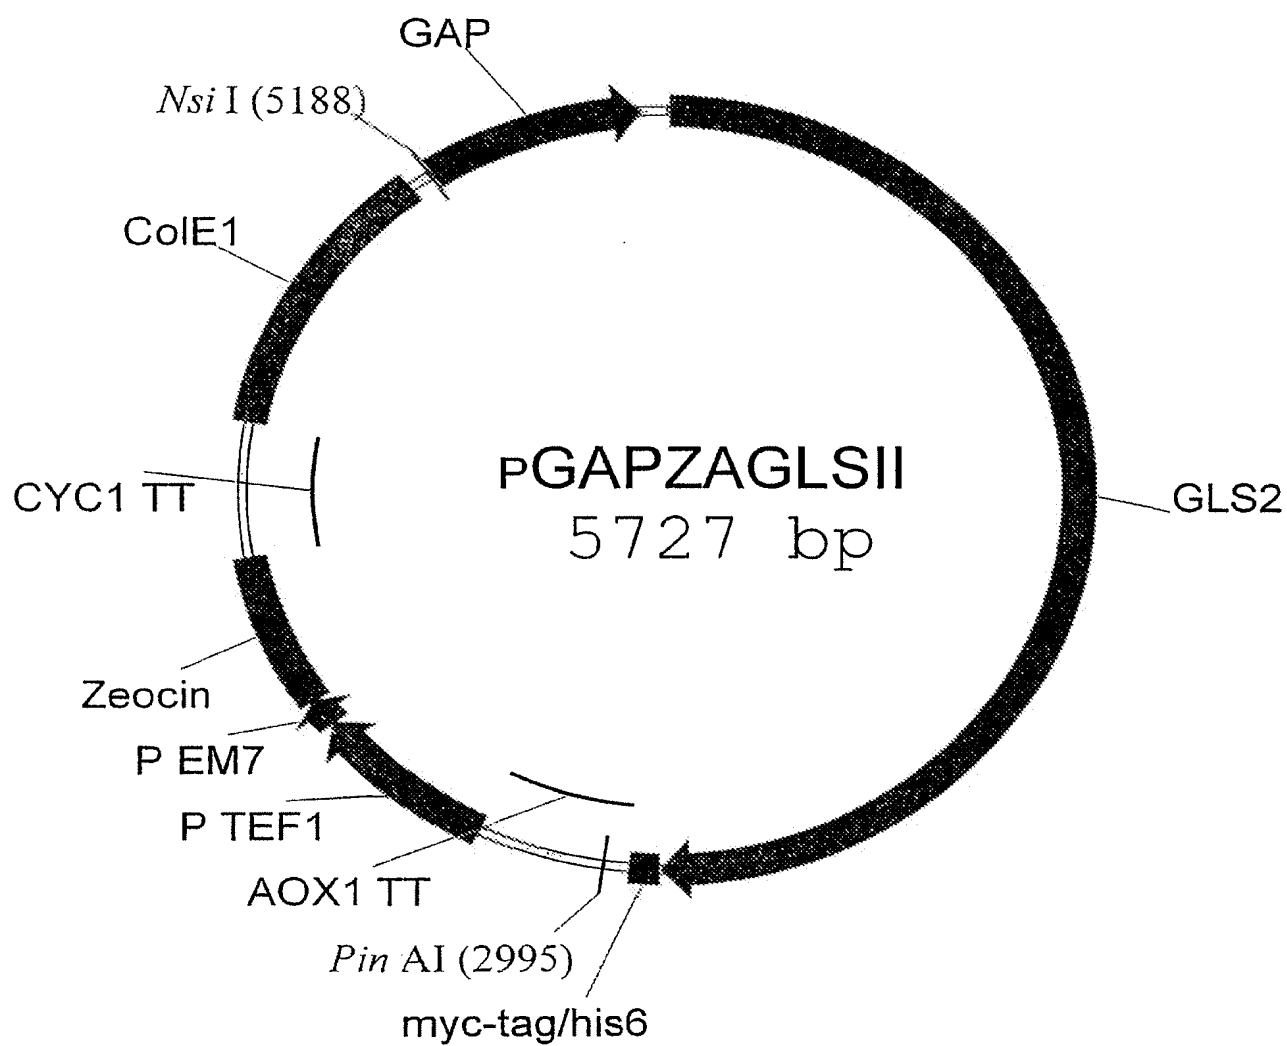 GAP
Nsi I (5188)
ColE1
CYC1 TT
PGAPZAGLSII
5727 bp
GLS2
Zeocin
P EM7
P TEF1
AOX1 TT
Pin AI (2995)
myc-tag/his6